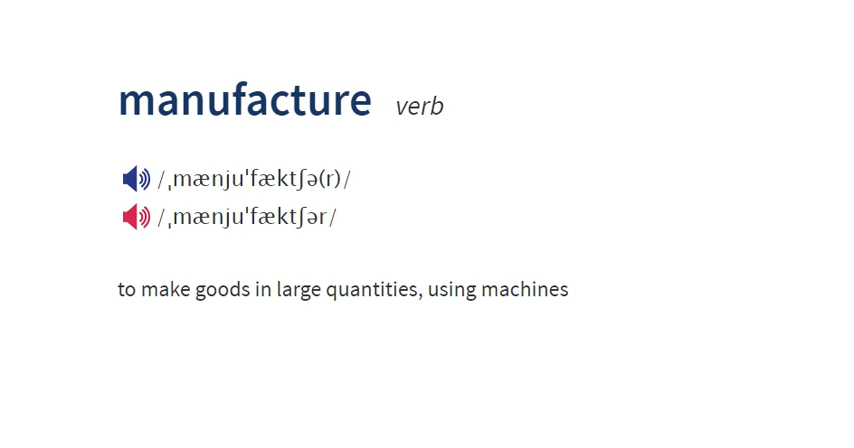 manufacture verb
/ˌmænjuˈfæktʃə(r)/
/ˌmænjuˈfæktʃər/
to make goods in large quantities, using machines